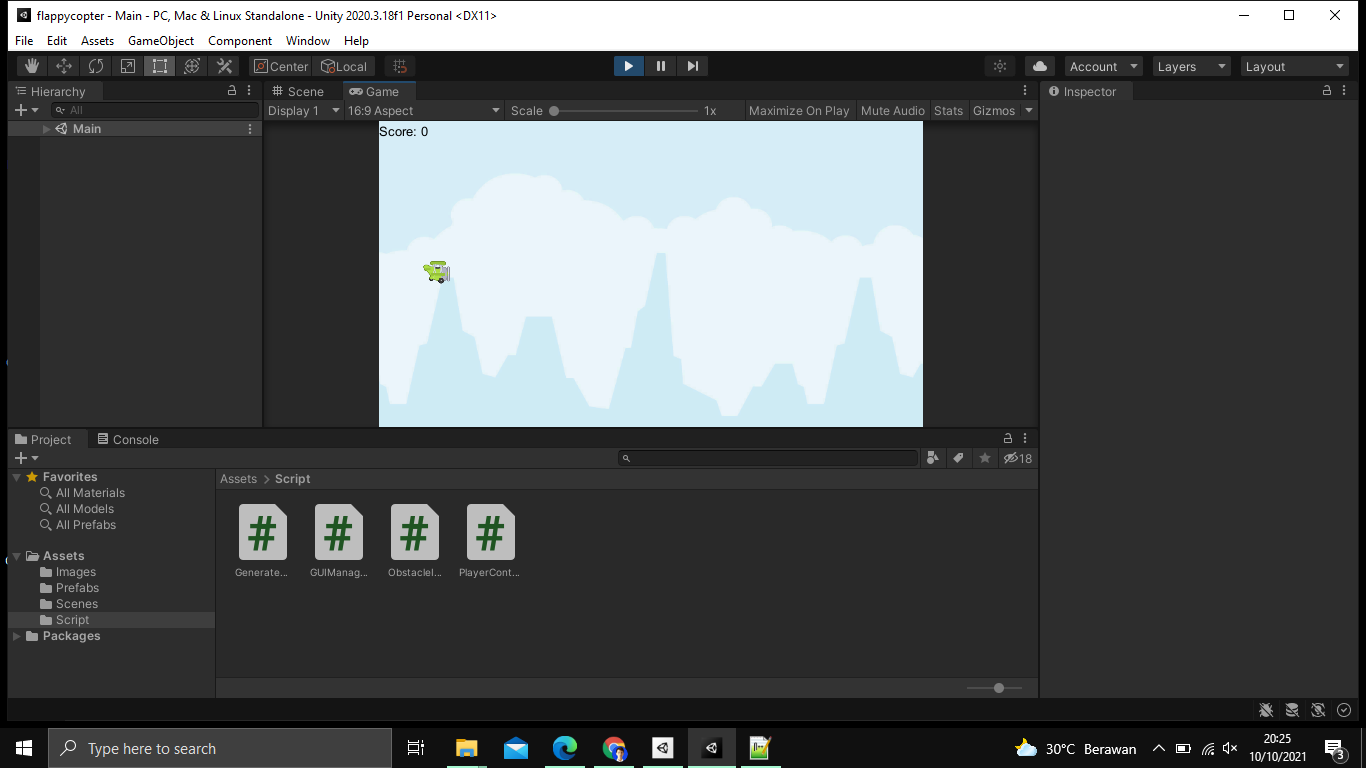 flappycopter - Main - PC, Mac & Linux Standalone - Unity 2020.3.18f1 Personal <DX11>
File Edit Assets GameObject Component Window Help
Center Local Account Layers Layout
Hierarchy Scene Game Inspector
All Display 1 16:9 Aspect Scale 1x Maximize On Play Mute Audio Stats Gizmos
Main
Score: 0
Project Console
18
Favorites
All Materials
All Models
All Prefabs
Assets
Images
Prefabs
Scenes
Script
Packages
Assets > Script
Generate... GUIManag... ObstacleI... PlayerCont...
Type here to search
30°C Berawan
20:25
10/10/2021
3